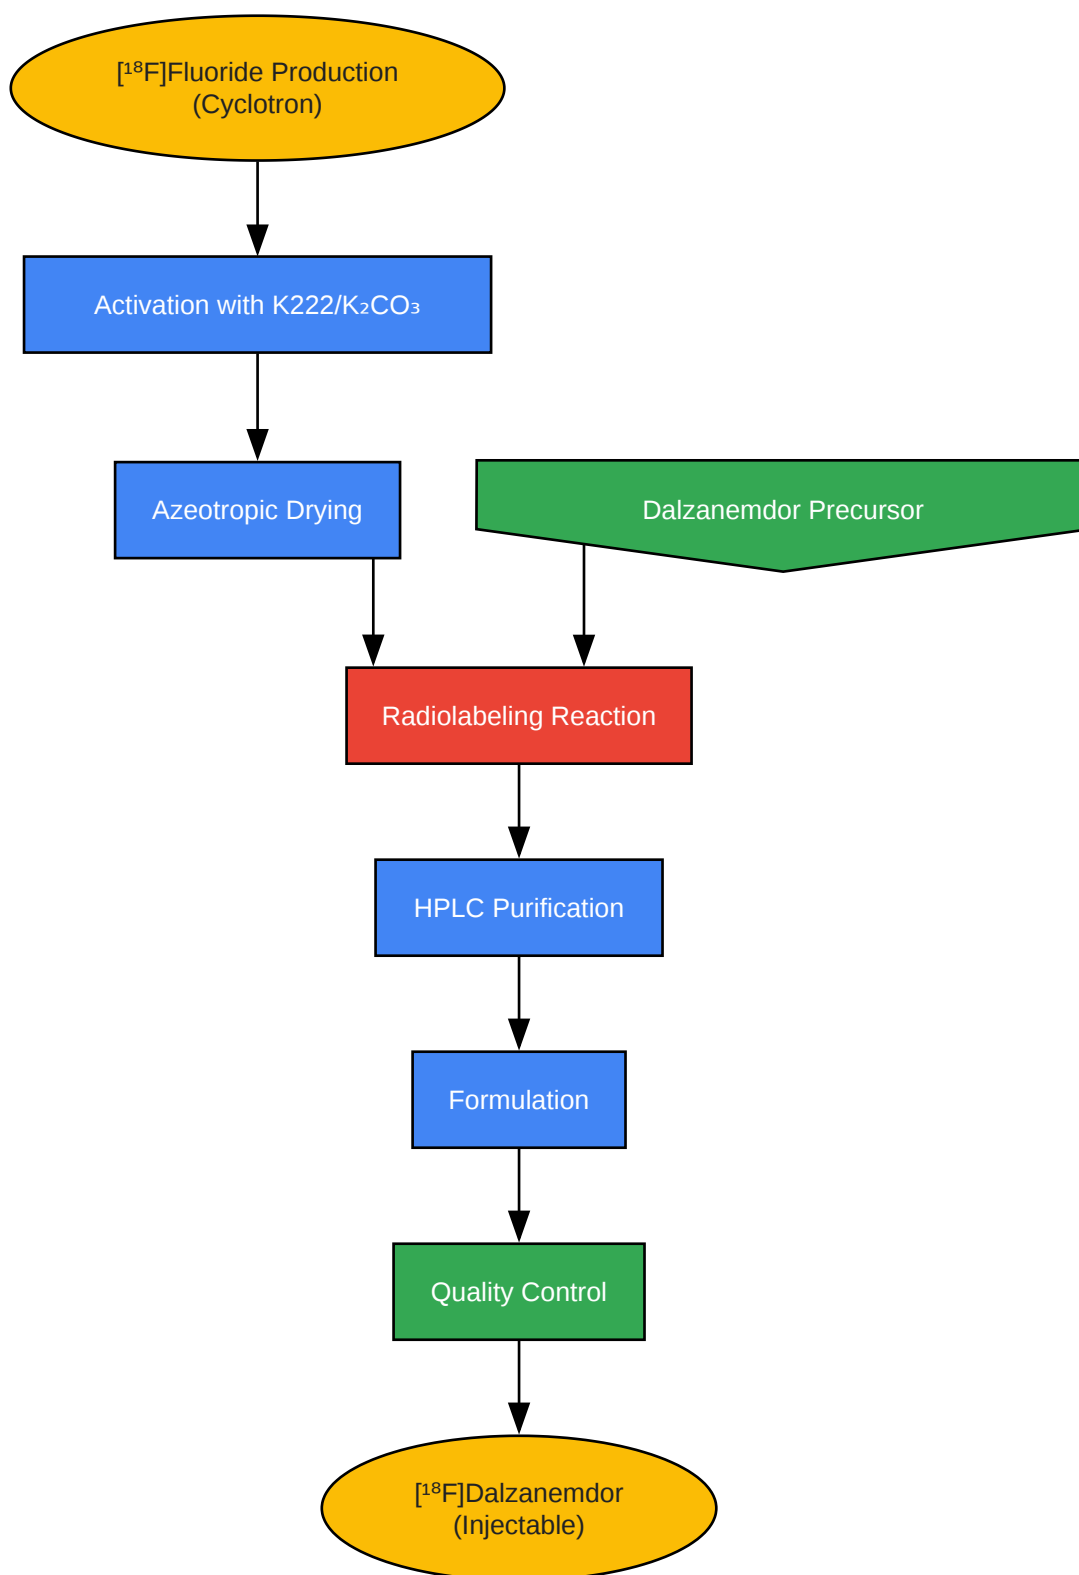 [¹⁸F]Fluoride Production
(Cyclotron)
Activation with K222/K₂CO₃
Azeotropic Drying
Dalzanemdor Precursor
Radiolabeling Reaction
HPLC Purification
Formulation
Quality Control
[¹⁸F]Dalzanemdor
(Injectable)